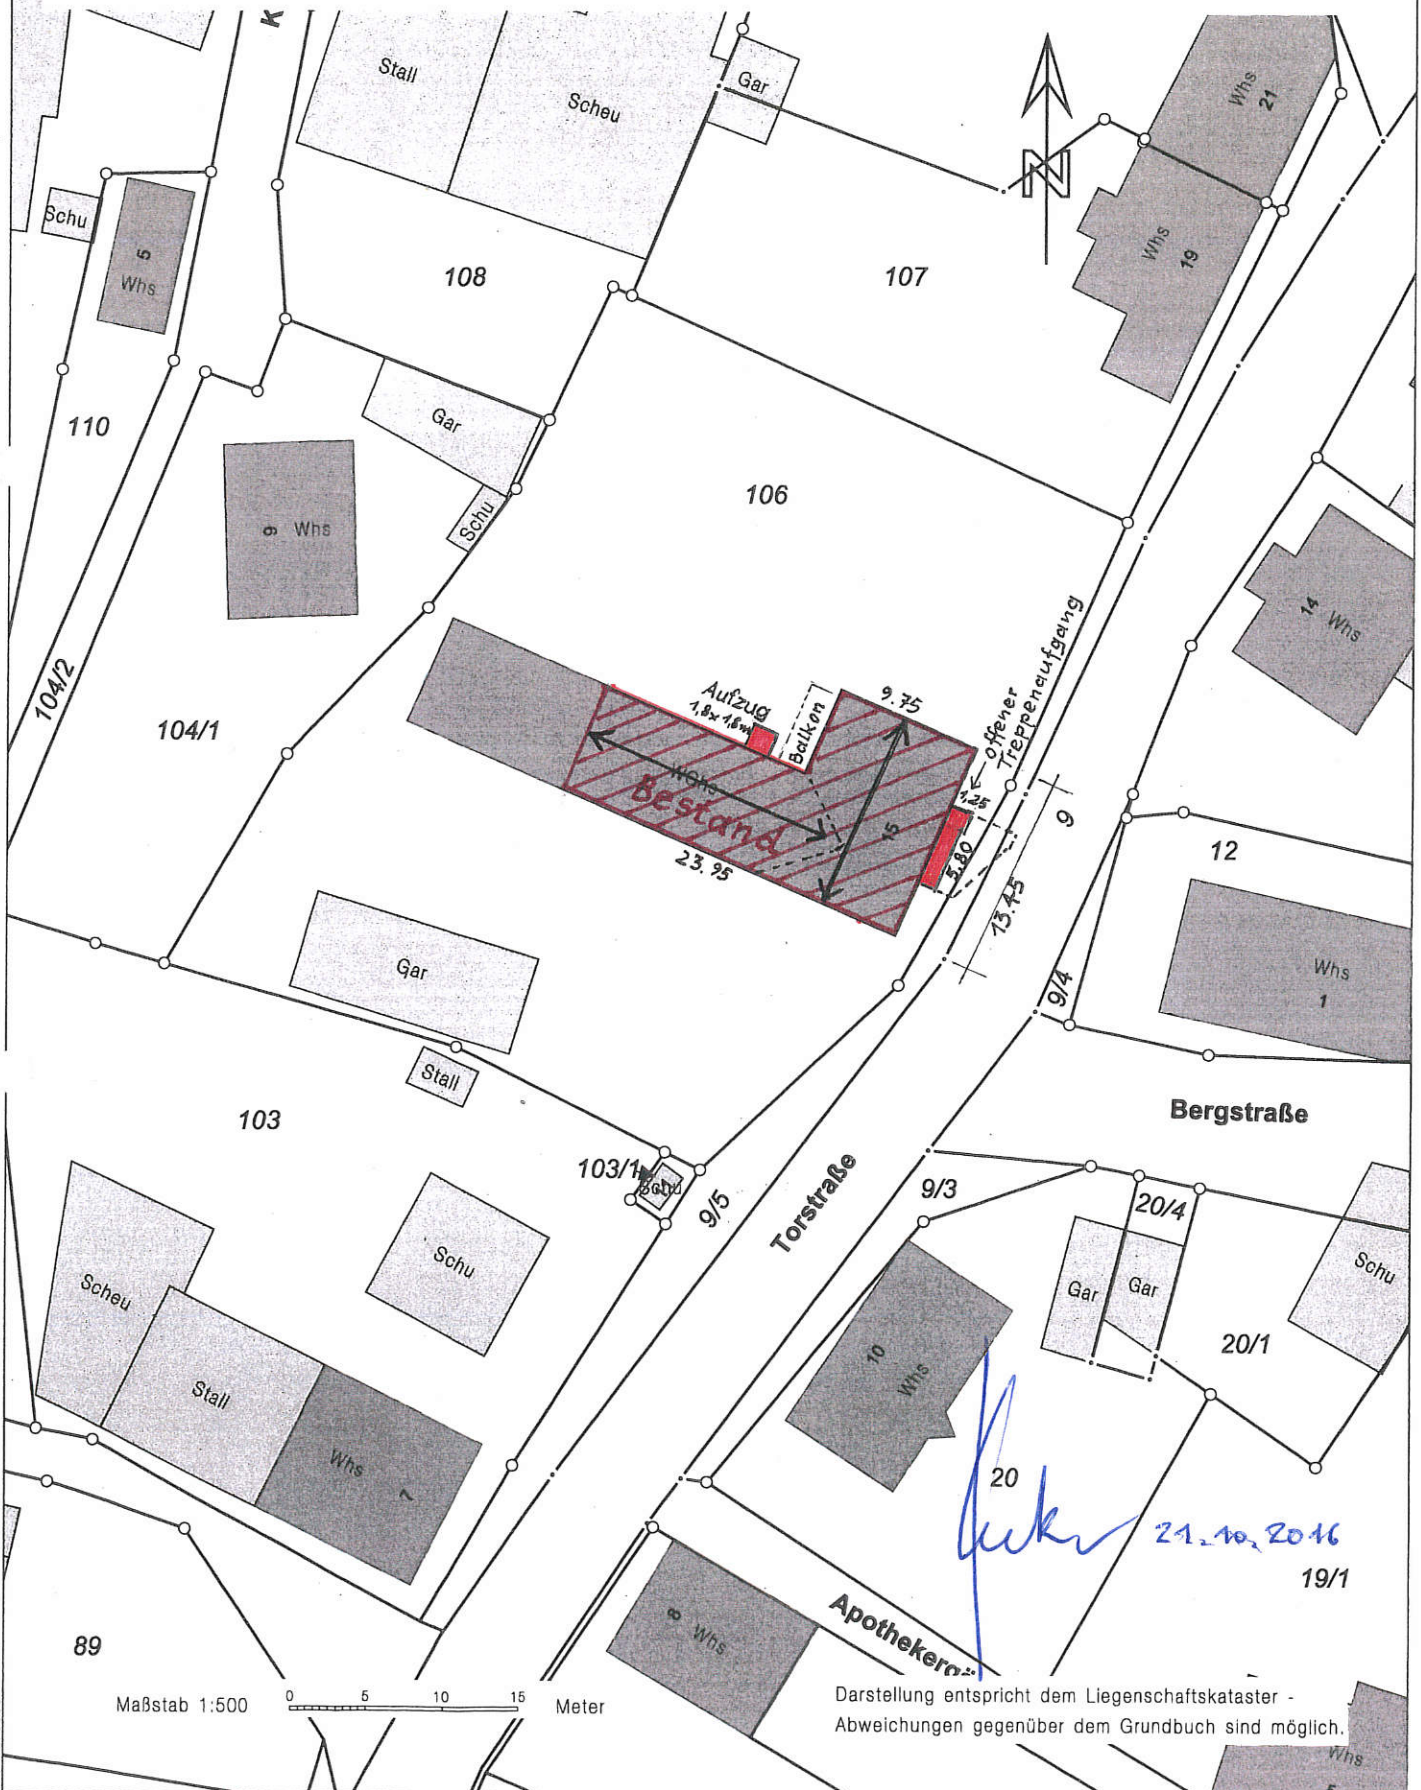 K
Stall
Scheu
Gar
Whs
21
N
Schu
5
Whs
Whs
19
108
107
110
Gar
106
Schu
9 Whs
14 Whs
104/2
104/1
Aufzug
1,8x 1,8m
Balkon
9.75
offener
Treppenaufgang
WGhs
Bestand
15
1,25
5.80
23.95
9
13.45
12
Whs
1
9/4
Gar
Stall
Bergstraße
103
103/1
Schu
9/5
Torstraße
9/3
20/4
Scheu
Schu
Gar
Gar
Schu
20/1
10
Whs
Stall
Whs
7
20
21.10.2016
19/1
8
Whs
Apothekerg
89
Maßstab 1:500
0 5 10 15
Meter
Darstellung entspricht dem Liegenschaftskataster -
Abweichungen gegenüber dem Grundbuch sind möglich.
Whs